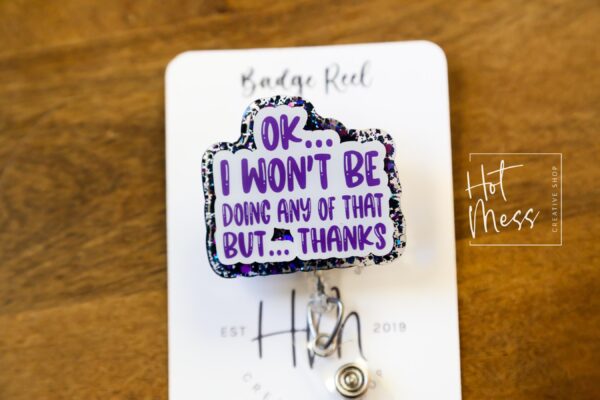 Badge Reel
OK...
I WON'T BE
DOING ANY OF THAT
BUT... THANKS
Hot
Mess
CREATIVE SHOP
EST
2019